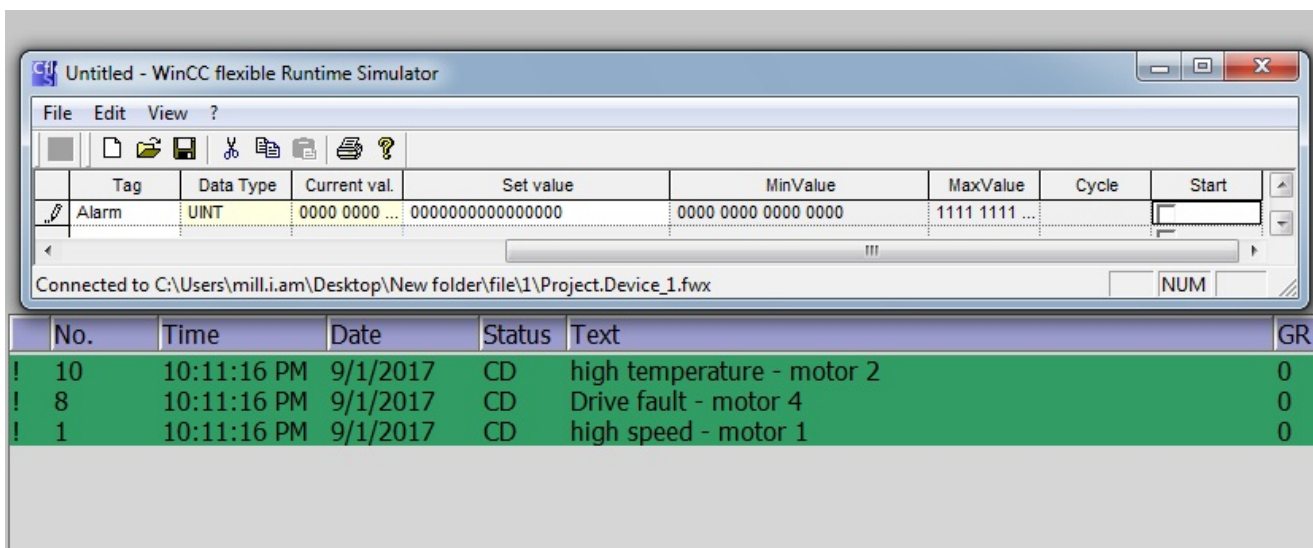 Untitled - WinCC flexible Runtime Simulator
File Edit View ?
Tag Data Type Current val. Set value MinValue MaxValue Cycle Start
Alarm UINT 0000 0000 ... 0000000000000000 0000 0000 0000 0000 1111 1111 ...
Connected to C:\Users\mill.i.am\Desktop\New folder\file\1\Project.Device_1.fwx NUM
No. Time Date Status Text GR
! 10 10:11:16 PM 9/1/2017 CD high temperature - motor 2 0
! 8 10:11:16 PM 9/1/2017 CD Drive fault - motor 4 0
! 1 10:11:16 PM 9/1/2017 CD high speed - motor 1 0